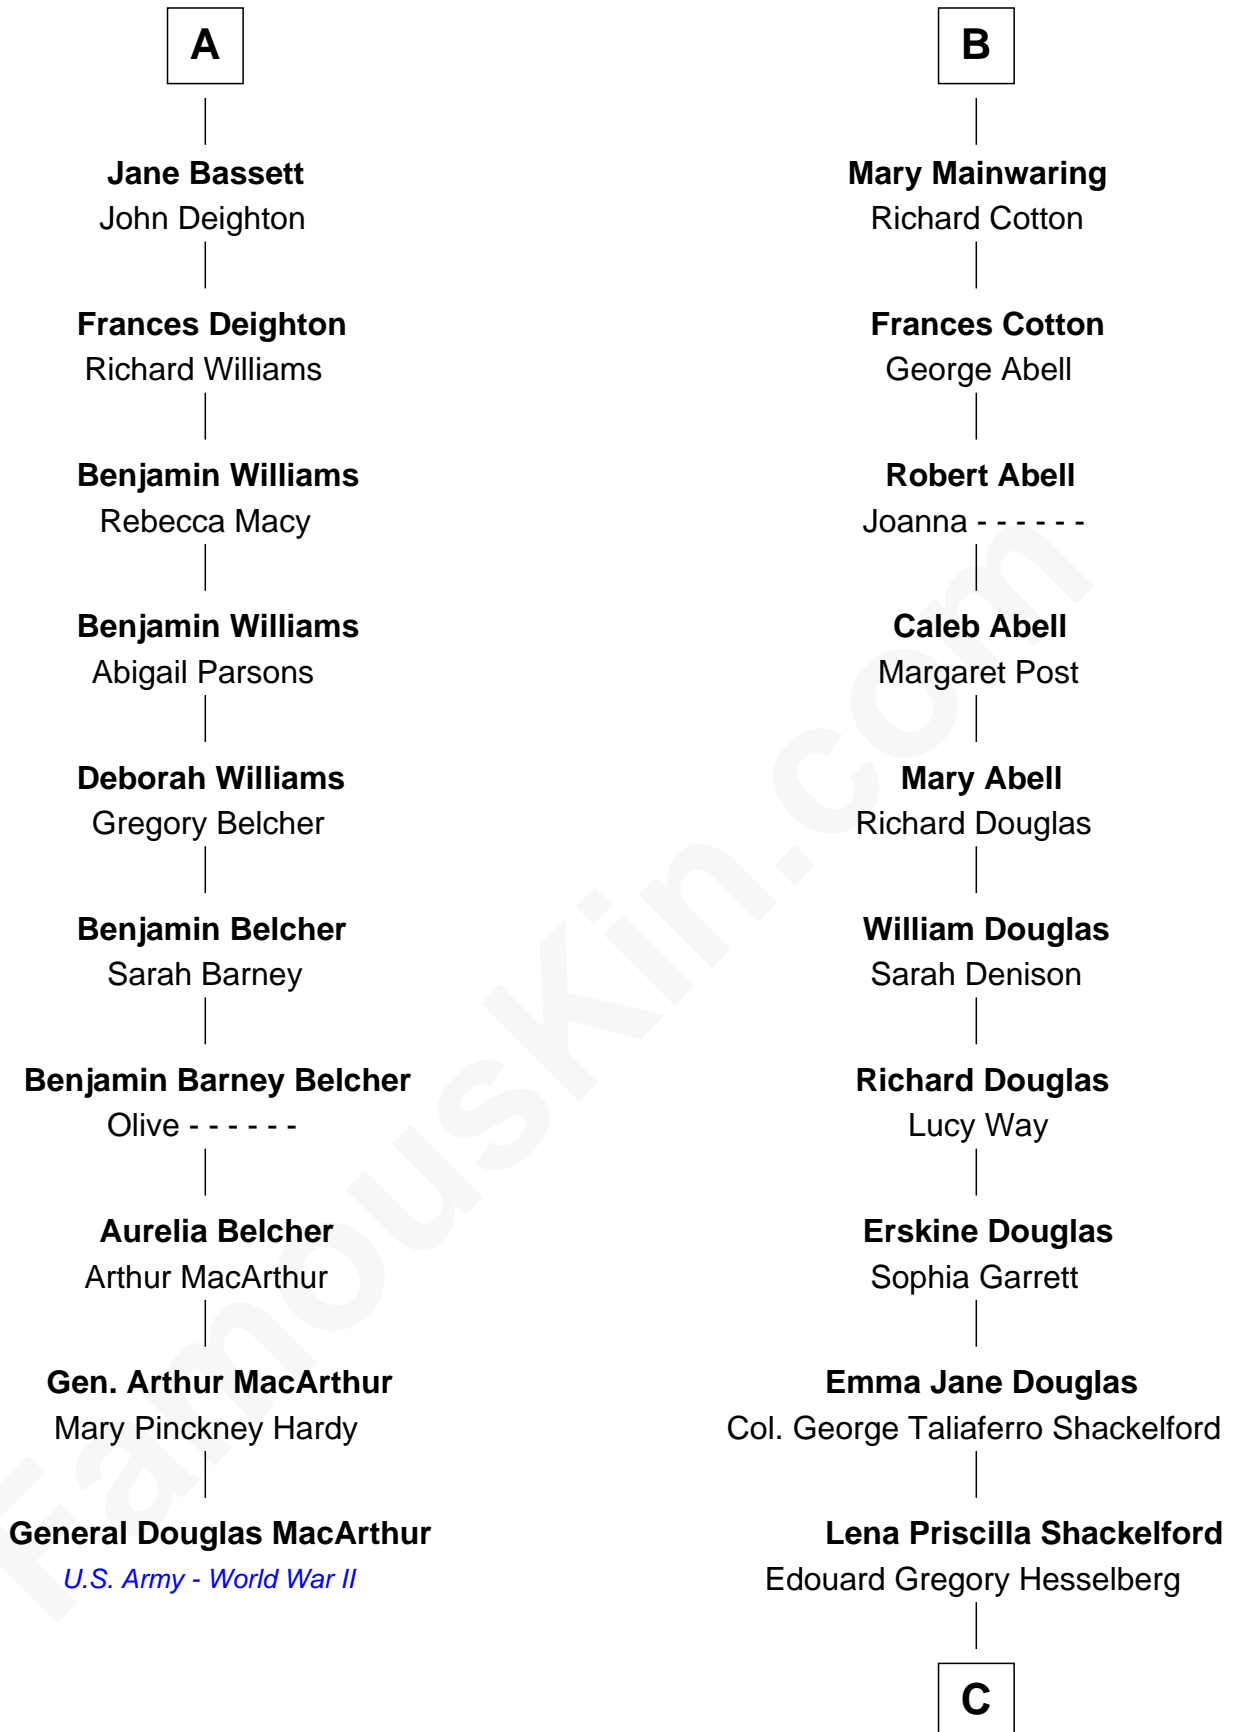 A
Jane Bassett
John Deighton
Frances Deighton
Richard Williams
Benjamin Williams
Rebecca Macy
Benjamin Williams
Abigail Parsons
Deborah Williams
Gregory Belcher
Benjamin Belcher
Sarah Barney
Benjamin Barney Belcher
Olive - - - - - -
Aurelia Belcher
Arthur MacArthur
Gen. Arthur MacArthur
Mary Pinckney Hardy
General Douglas MacArthur
U.S. Army - World War II
B
Mary Mainwaring
Richard Cotton
Frances Cotton
George Abell
Robert Abell
Joanna - - - - - -
Caleb Abell
Margaret Post
Mary Abell
Richard Douglas
William Douglas
Sarah Denison
Richard Douglas
Lucy Way
Erskine Douglas
Sophia Garrett
Emma Jane Douglas
Col. George Taliaferro Shackelford
Lena Priscilla Shackelford
Edouard Gregory Hesselberg
C
FamousKin.com